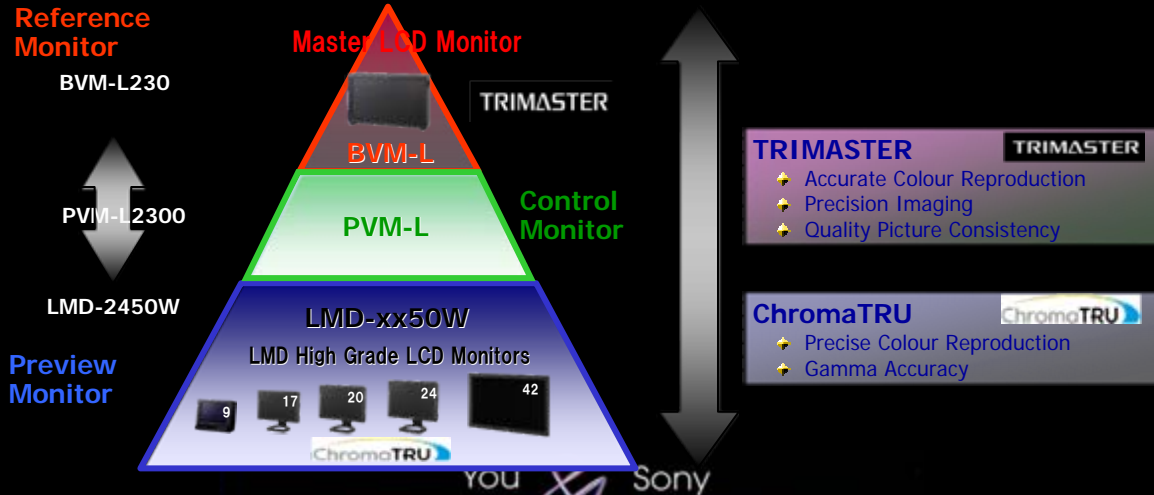 Reference
Monitor
BVM-L230
PVM-L2300
LMD-2450W
Preview
Monitor
Master LCD Monitor
TRIMASTER
BVM-L
PVM-L
Control
Monitor
LMD-xx50W
LMD High Grade LCD Monitors
9 17 20 24 42
ChromaTRU
TRIMASTER TRIMASTER
Accurate Colour Reproduction
Precision Imaging
Quality Picture Consistency
ChromaTRU ChromaTRU
Precise Colour Reproduction
Gamma Accuracy
You Sony